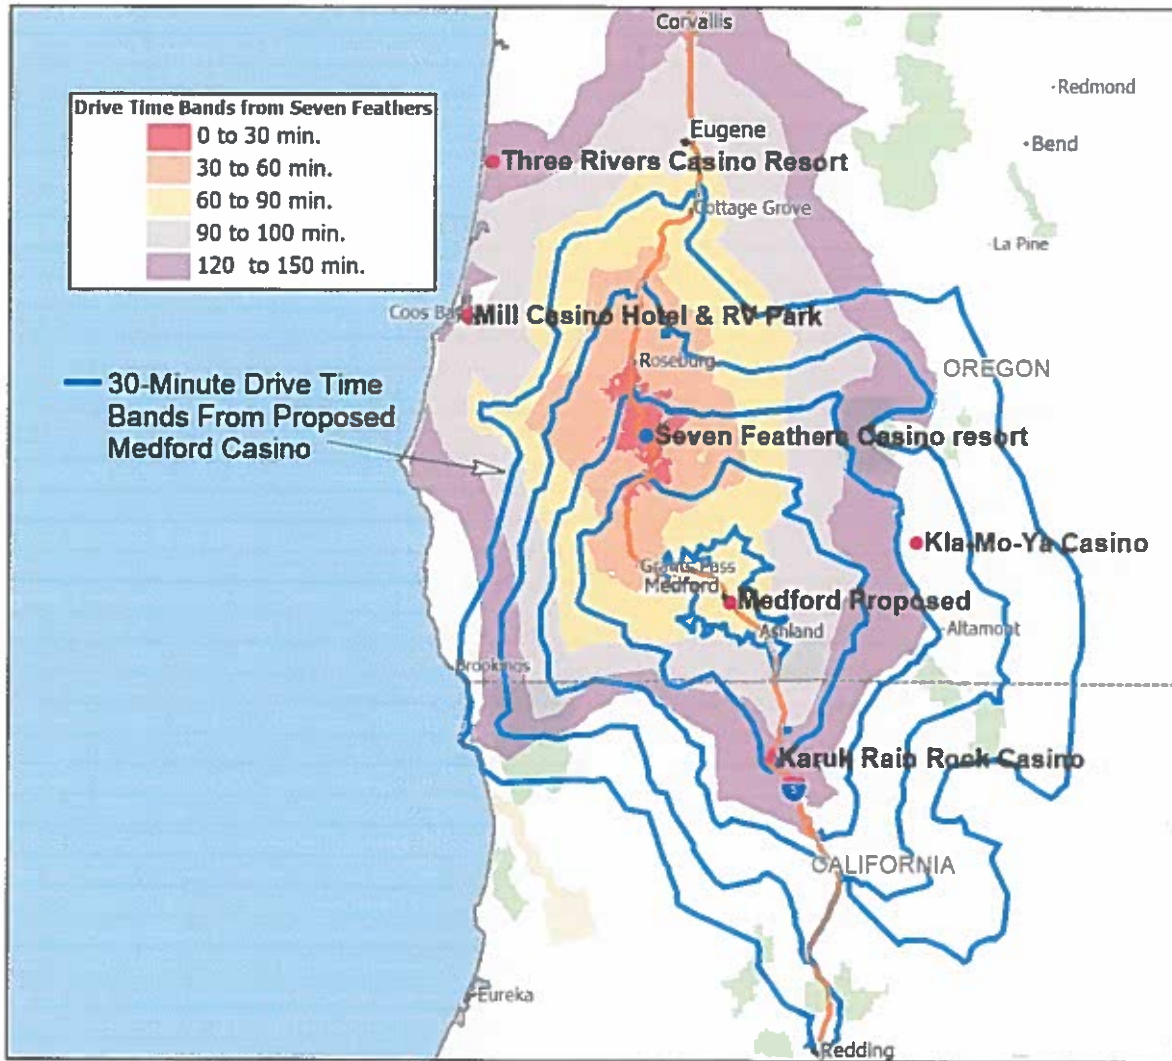 Corvallis
Redmond
Drive Time Bands from Seven Feathers
0 to 30 min.
30 to 60 min.
60 to 90 min.
90 to 100 min.
120 to 150 min.
Eugene
Bend
Three Rivers Casino Resort
Cottage Grove
La Pine
Coos Ba
Mill Casino Hotel & RV Park
Roseburg
OREGON
30-Minute Drive Time
Bands From Proposed
Medford Casino
Seven Feathers Casino resort
Kla-Mo-Ya Casino
Grants Pass
Medford
Medford Proposed
Ashland
Altamont
Brookings
Karuk Rain Rock Casino
5
CALIFORNIA
Eureka
Redding